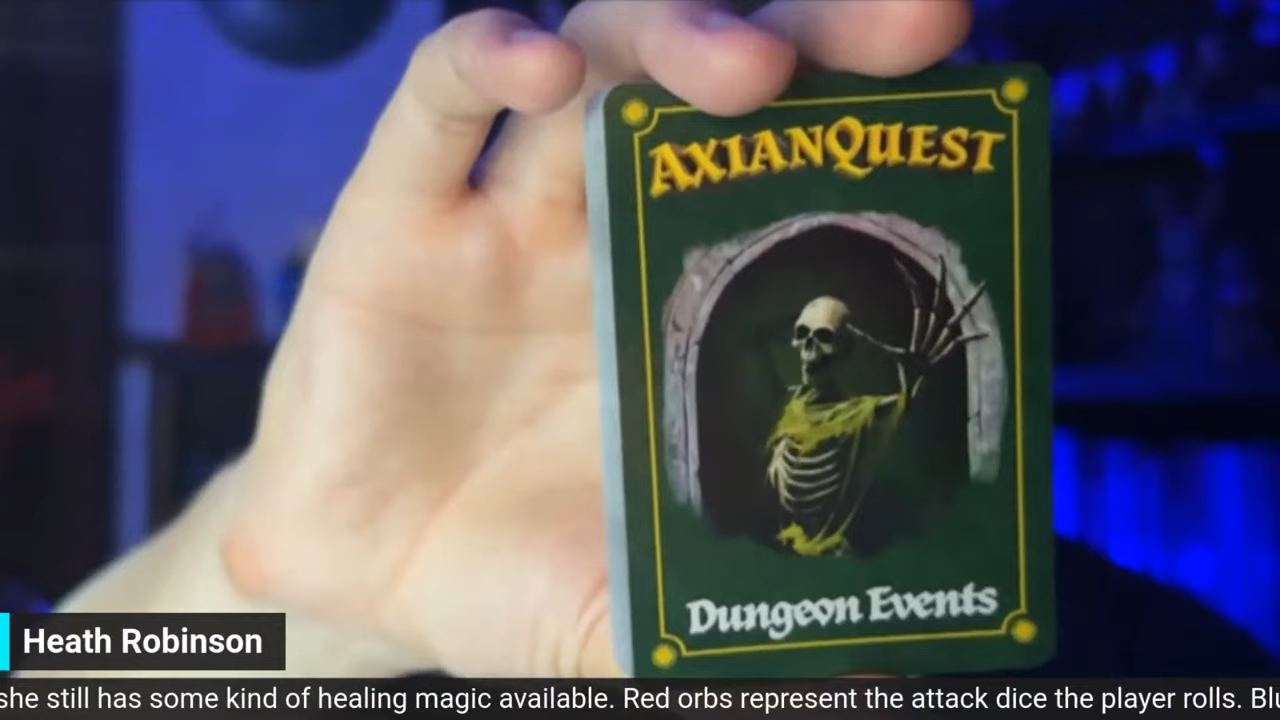 AXIANQUEST
Dungeon Events
Heath Robinson
she still has some kind of healing magic available. Red orbs represent the attack dice the player rolls.